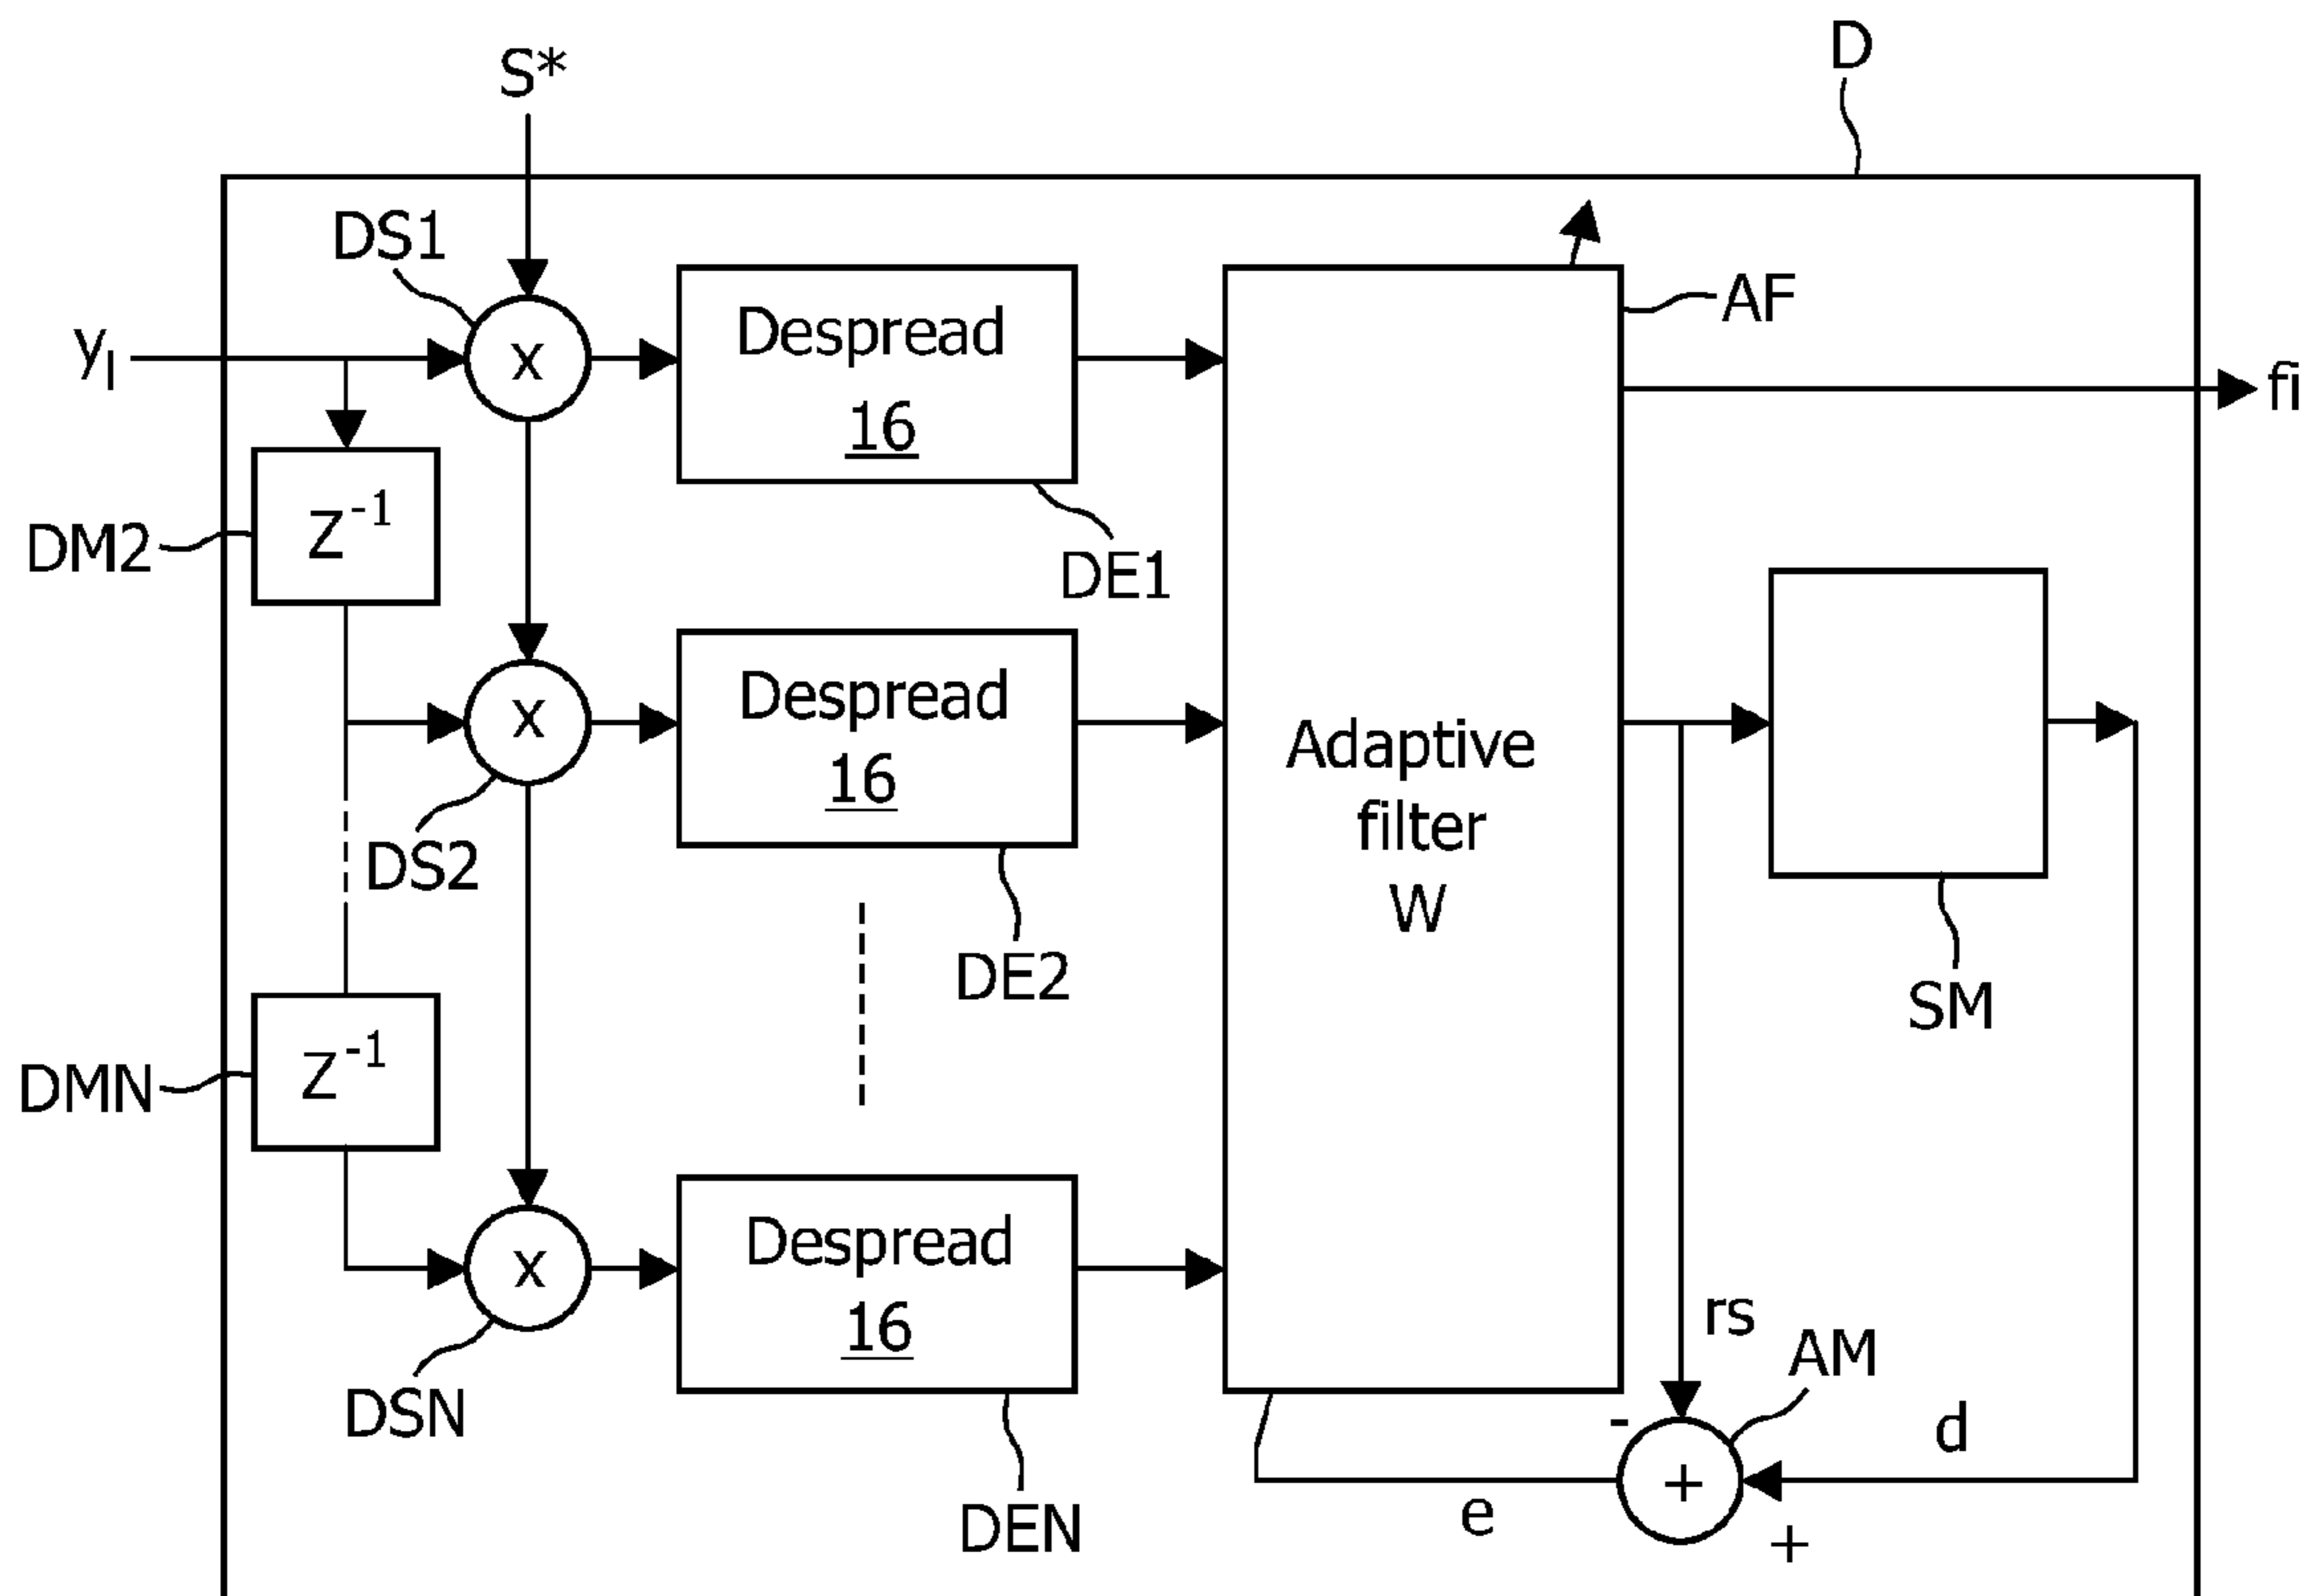 D
S*
DS1
yl
x
Despread
16
AF
fi
DM2
Z-1
DE1
x
Despread
16
Adaptive
filter
W
DS2
DE2
SM
DMN
Z-1
x
Despread
16
rs
AM
DSN
-
+
d
e
+
DEN